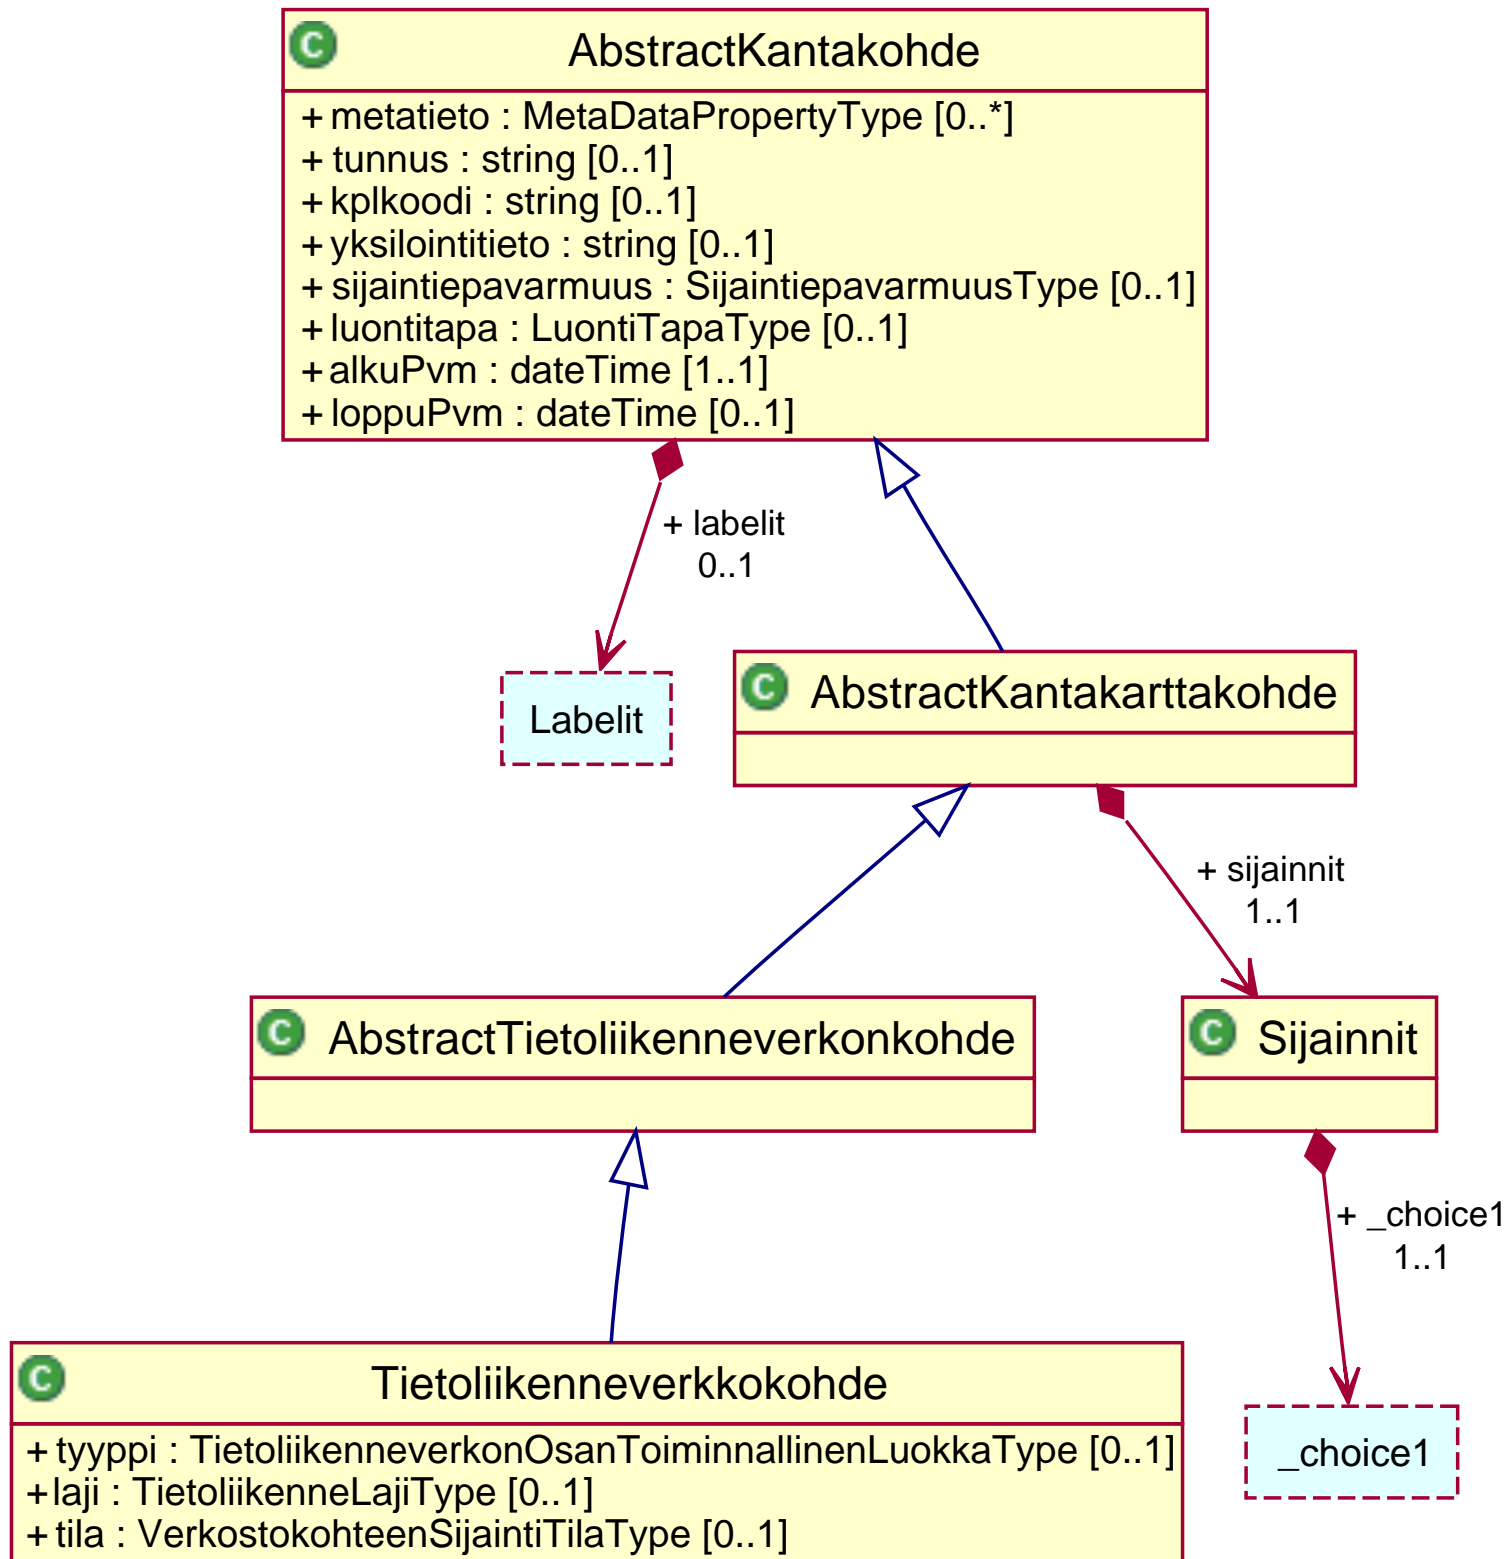 C AbstractKantakohde
+ metatieto : MetaDataPropertyType [0..*]
+ tunnus : string [0..1]
+ kplkoodi : string [0..1]
+ yksilointitieto : string [0..1]
+ sijaintiepavarmuus : SijaintiepavarmuusType [0..1]
+ luontitapa : LuontiTapaType [0..1]
+ alkuPvm : dateTime [1..1]
+ loppuPvm : dateTime [0..1]
+ labelit
0..1
C AbstractKantakarttakohde
Labelit
+ sijainnit
1..1
C AbstractTietoliikenneverkonkohde
C Sijainnit
+ _choice1
1..1
C Tietoliikenneverkkokohde
+ tyyppi : TietoliikenneverkonOsanToiminnallinenLuokkaType [0..1]
+ laji : TietoliikenneLajiType [0..1]
+ tila : VerkostokohteenSijaintiTilaType [0..1]
_choice1